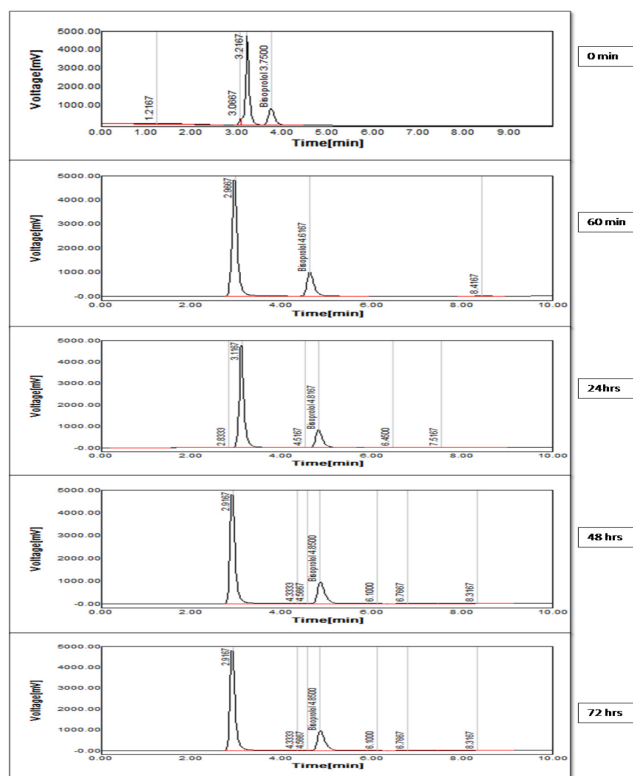 5000.00
4000.00
3000.00
2000.00
1000.00
Voltage[mV]
1.2167
3.0667
3.2167
Bisoprolol 3.7500
0.00 1.00 2.00 3.00 4.00 5.00 6.00 7.00 8.00 9.00
Time[min]
0 min
5000.00
4000.00
3000.00
2000.00
1000.00
-0.00
Voltage[mV]
2.9667
Bisoprolol 4.6167
8.4167
0.00 2.00 4.00 6.00 8.00 10.00
Time[min]
60 min
5000.00
4000.00
3000.00
2000.00
1000.00
-0.00
Voltage[mV]
2.8333
3.1167
4.5167
Bisoprolol 4.8167
6.4500
7.5167
0.00 2.00 4.00 6.00 8.00 10.00
Time[min]
24hrs
5000.00
4000.00
3000.00
2000.00
1000.00
-0.00
Voltage[mV]
2.9167
4.3333
4.5667
Bisoprolol 4.8500
6.1000
6.7667
8.3167
0.00 2.00 4.00 6.00 8.00 10.00
Time[min]
48 hrs
5000.00
4000.00
3000.00
2000.00
1000.00
-0.00
Voltage[mV]
2.9167
4.3333
4.5667
Bisoprolol 4.8500
6.1000
6.7667
8.3167
0.00 2.00 4.00 6.00 8.00 10.00
Time[min]
72 hrs